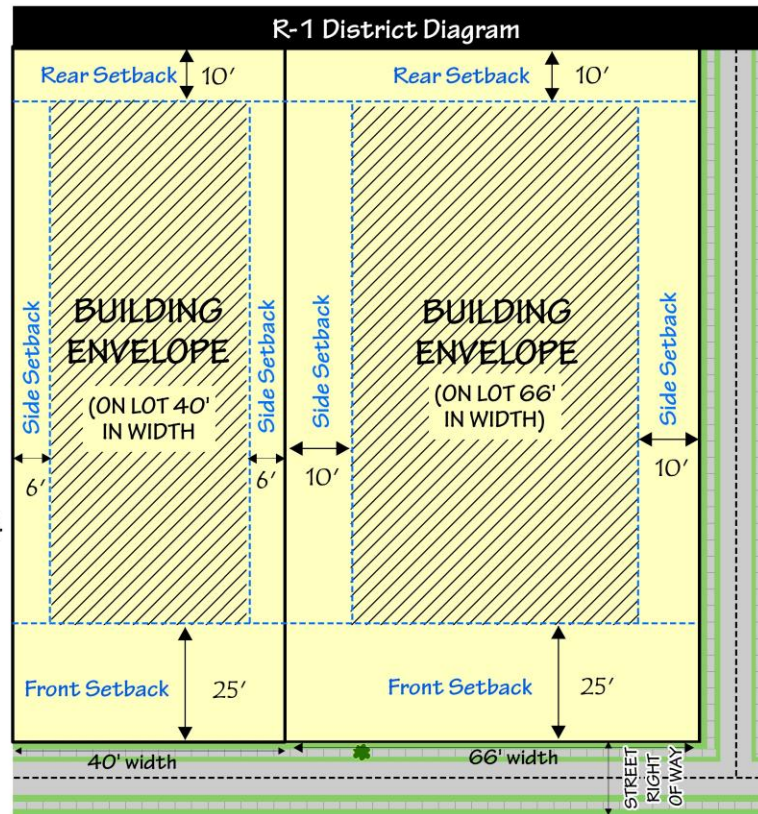 R-1 District Diagram
Rear Setback 10'
Rear Setback 10'
Side Setback
BUILDING
ENVELOPE
(ON LOT 40'
IN WIDTH
Side Setback
6'
6'
Side Setback
BUILDING
ENVELOPE
(ON LOT 66'
IN WIDTH)
Side Setback
10'
10'
Front Setback 25'
Front Setback 25'
40' width
66' width
STREET
RIGHT
OF WAY